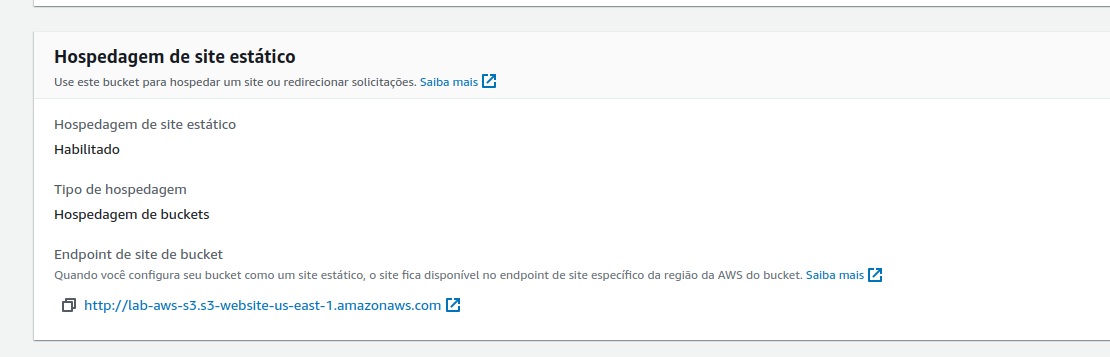 Hospedagem de site estático
Use este bucket para hospedar um site ou redirecionar solicitações. Saiba mais
Hospedagem de site estático
Habilitado
Tipo de hospedagem
Hospedagem de buckets
Endpoint de site de bucket
Quando você configura seu bucket como um site estático, o site fica disponível no endpoint de site específico da região da AWS do bucket. Saiba mais
http://lab-aws-s3.s3-website-us-east-1.amazonaws.com